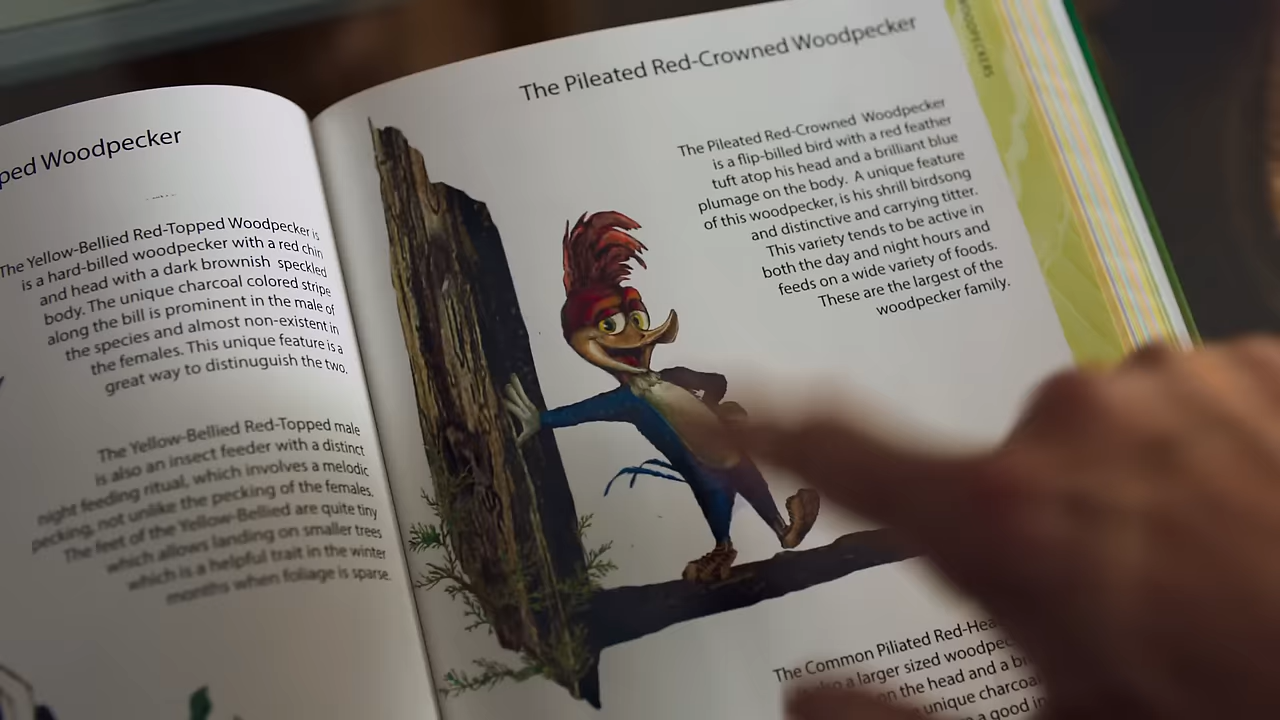 ped Woodpecker
The Yellow-Bellied Red-Topped Woodpecker is
is a hard-billed woodpecker with a red chin
and head with a dark brownish speckled
body. The unique charcoal colored stripe
along the bill is prominent in the male of
the species and almost non-existent in
the females. This unique feature is a
great way to distinuguish the two.
The Yellow-Bellied Red-Topped male
is also an insect feeder with a distinct
night feeding ritual, which involves a melodic
pecking, not unlike the pecking of the females.
The feet of the Yellow-Bellied are quite tiny
which allows landing on smaller trees
which is a helpful trait in the winter
months when foliage is sparse.
The Pileated Red-Crowned Woodpecker
The Pileated Red-Crowned Woodpecker
is a flip-billed bird with a red feather
tuft atop his head and a brilliant blue
plumage on the body. A unique feature
of this woodpecker, is his shrill birdsong
and distinctive and carrying titter.
This variety tends to be active in
both the day and night hours and
feeds on a wide variety of foods.
These are the largest of the
woodpecker family.
The Common Piliated Red-Hea
a larger sized woodpec
on the head and a b
unique charcoa
a good in
WOODPECKERS